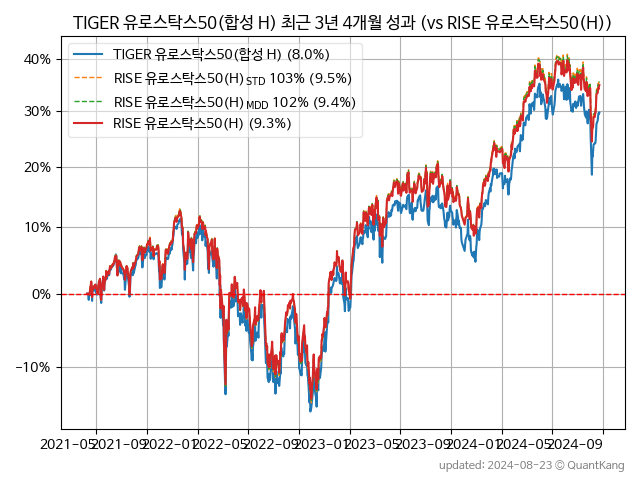 TIGER 유로스탁스50(합성 H) 최근 3년 4개월 성과 (vs RISE 유로스탁스50(H))
TIGER 유로스탁스50(합성 H) (8.0%)
RISE 유로스탁스50(H)STD 103% (9.5%)
RISE 유로스탁스50(H)MDD 102% (9.4%)
RISE 유로스탁스50(H) (9.3%)
40%
30%
20%
10%
0%
−10%
2021-05 2021-09 2022-01 2022-05 2022-09 2023-01 2023-05 2023-09 2024-01 2024-05 2024-09
updated: 2024-08-23 ⓒ QuantKang